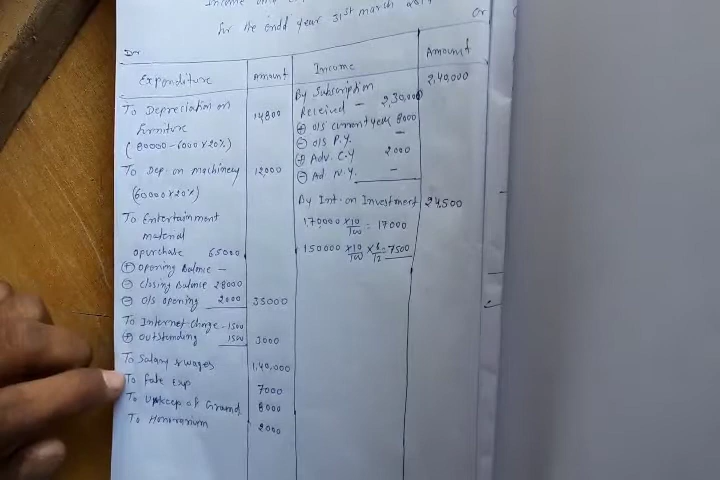 Income and
for the endd year 31st march
Dr
Cr
Expenditure Amount Income Amount
To Depreciation on
furniture 14800
(80000-6000 x 20%)
To Dep. on machinery 12000
(60000 x 20%)
To Entertainment
material
opurchase 65000
(+) opening Balance -
(-) closing Balance 28000
(-) o/s opening 2000 35000
To Internet Charge - 1500
(+) outstanding 1500 3000
To Salary & wages 1,40,000
To fate Exp 7000
To Upkeep of Ground 8000
To Honorarium 2000
By Subscription 2,40,000
Received - 2,30,000
(+) o/s current year 8000
(-) o/s P.Y. -
(+) Adv. C.Y 2000
(-) Ad N.Y. -
By Int. on Investment 24,500
170000 x 10/100 = 17000
150000 x 10/100 x 6/12 = 7500